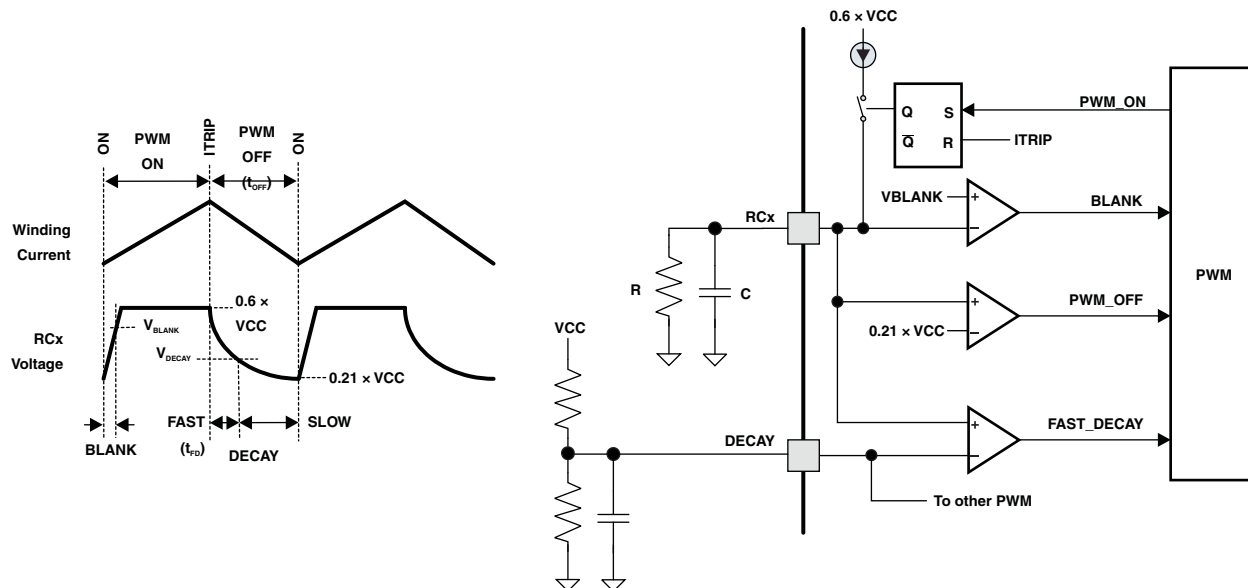 ON
PWM
ON
ITRIP
PWM
OFF
(tOFF)
ON
Winding
Current
RCx
Voltage
0.6 ×
VCC
VBLANK
VDECAY
0.21 × VCC
BLANK
FAST
(tFD)
DECAY
SLOW
0.6 × VCC
Q
S
Q̅
R
PWM_ON
ITRIP
VBLANK
+
–
BLANK
RCx
R
C
PWM
+
–
0.21 × VCC
PWM_OFF
VCC
DECAY
+
–
FAST_DECAY
To other PWM